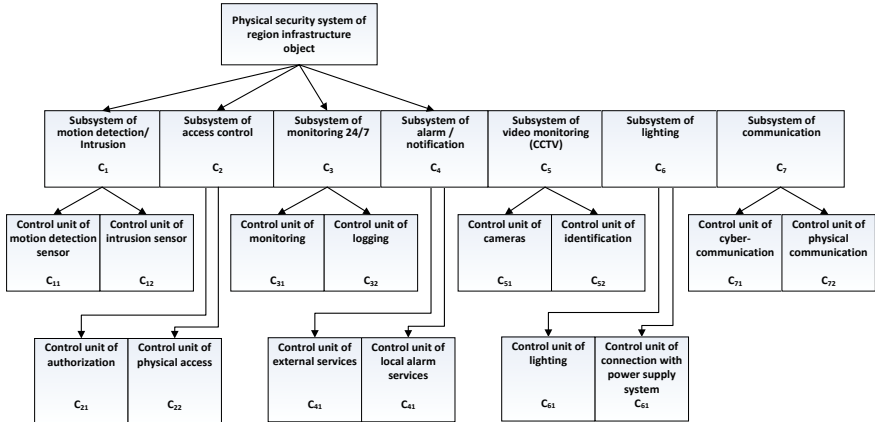 Physical security system of
region infrastructure
object
Subsystem of
motion detection/
Intrusion
C₁
Subsystem of
access control
C₂
Subsystem of
monitoring 24/7
C₃
Subsystem of
alarm /
notification
C₄
Subsystem of
video monitoring
(CCTV)
C₅
Subsystem of
lighting
C₆
Subsystem of
communication
C₇
Control unit of
motion detection
sensor
C₁₁
Control unit of
intrusion sensor
C₁₂
Control unit of
monitoring
C₃₁
Control unit of
logging
C₃₂
Control unit of
cameras
C₅₁
Control unit of
identification
C₅₂
Control unit of
cyber-
communication
C₇₁
Control unit of
physical
communication
C₇₂
Control unit of
authorization
C₂₁
Control unit of
physical access
C₂₂
Control unit of
external services
C₄₁
Control unit of
local alarm
services
C₄₁
Control unit of
lighting
C₆₁
Control unit of
connection with
power supply
system
C₆₁